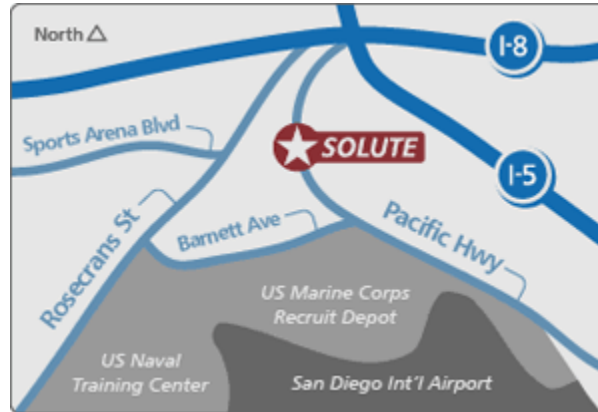 North
I-8
Sports Arena Blvd
SOLUTE
I-5
Rosecrans St
Barnett Ave
Pacific Hwy
US Marine Corps
Recruit Depot
US Naval
Training Center
San Diego Int'l Airport